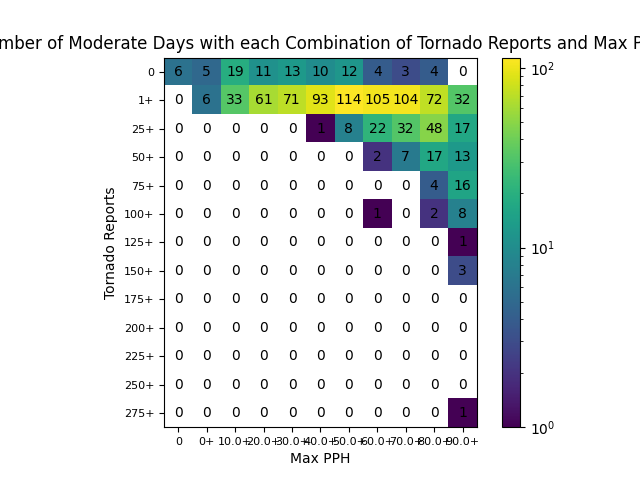 mber of Moderate Days with each Combination of Tornado Reports and Max P
0 6 5 19 11 13 10 12 4 3 4 0
1+ 0 6 33 61 71 93 114 105 104 72 32
25+ 0 0 0 0 0 1 8 22 32 48 17
50+ 0 0 0 0 0 0 0 2 7 17 13
75+ 0 0 0 0 0 0 0 0 0 4 16
100+ 0 0 0 0 0 0 0 1 0 2 8
125+ 0 0 0 0 0 0 0 0 0 0 1
150+ 0 0 0 0 0 0 0 0 0 0 3
175+ 0 0 0 0 0 0 0 0 0 0 0
200+ 0 0 0 0 0 0 0 0 0 0 0
225+ 0 0 0 0 0 0 0 0 0 0 0
250+ 0 0 0 0 0 0 0 0 0 0 0
275+ 0 0 0 0 0 0 0 0 0 0 1
0 0+ 10.0+ 20.0+ 30.0+ 40.0+ 50.0+ 60.0+ 70.0+ 80.0+ 90.0+
Max PPH
Tornado Reports
10²
10¹
10⁰